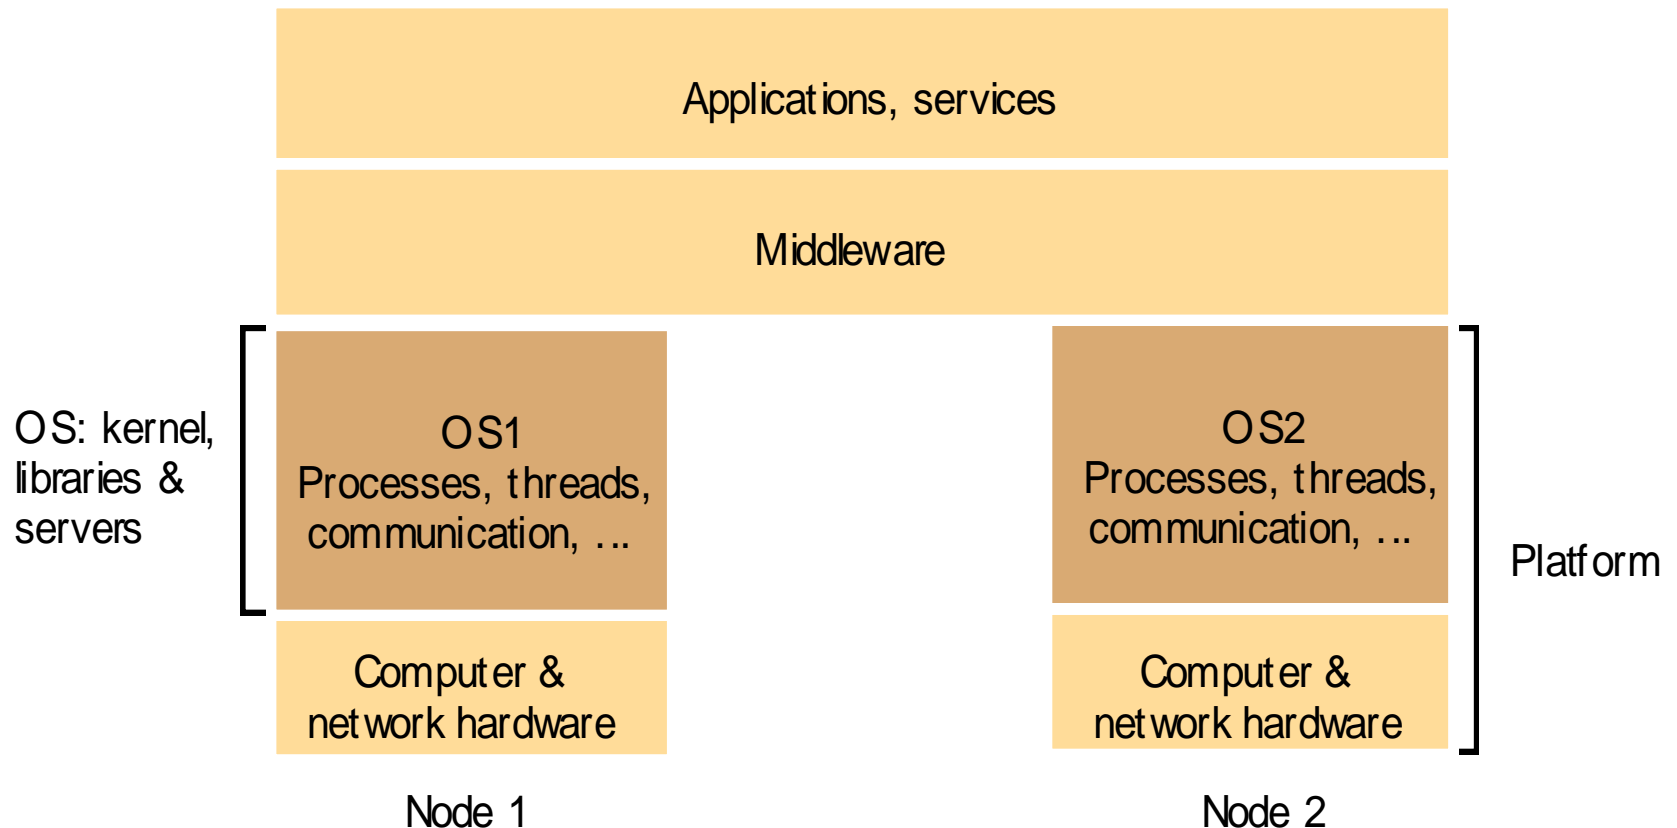 Applications, services
Middleware
OS: kernel,
libraries &
servers
OS1
Processes, threads,
communication, ...
OS2
Processes, threads,
communication, ...
Platform
Computer &
network hardware
Computer &
network hardware
Node 1
Node 2